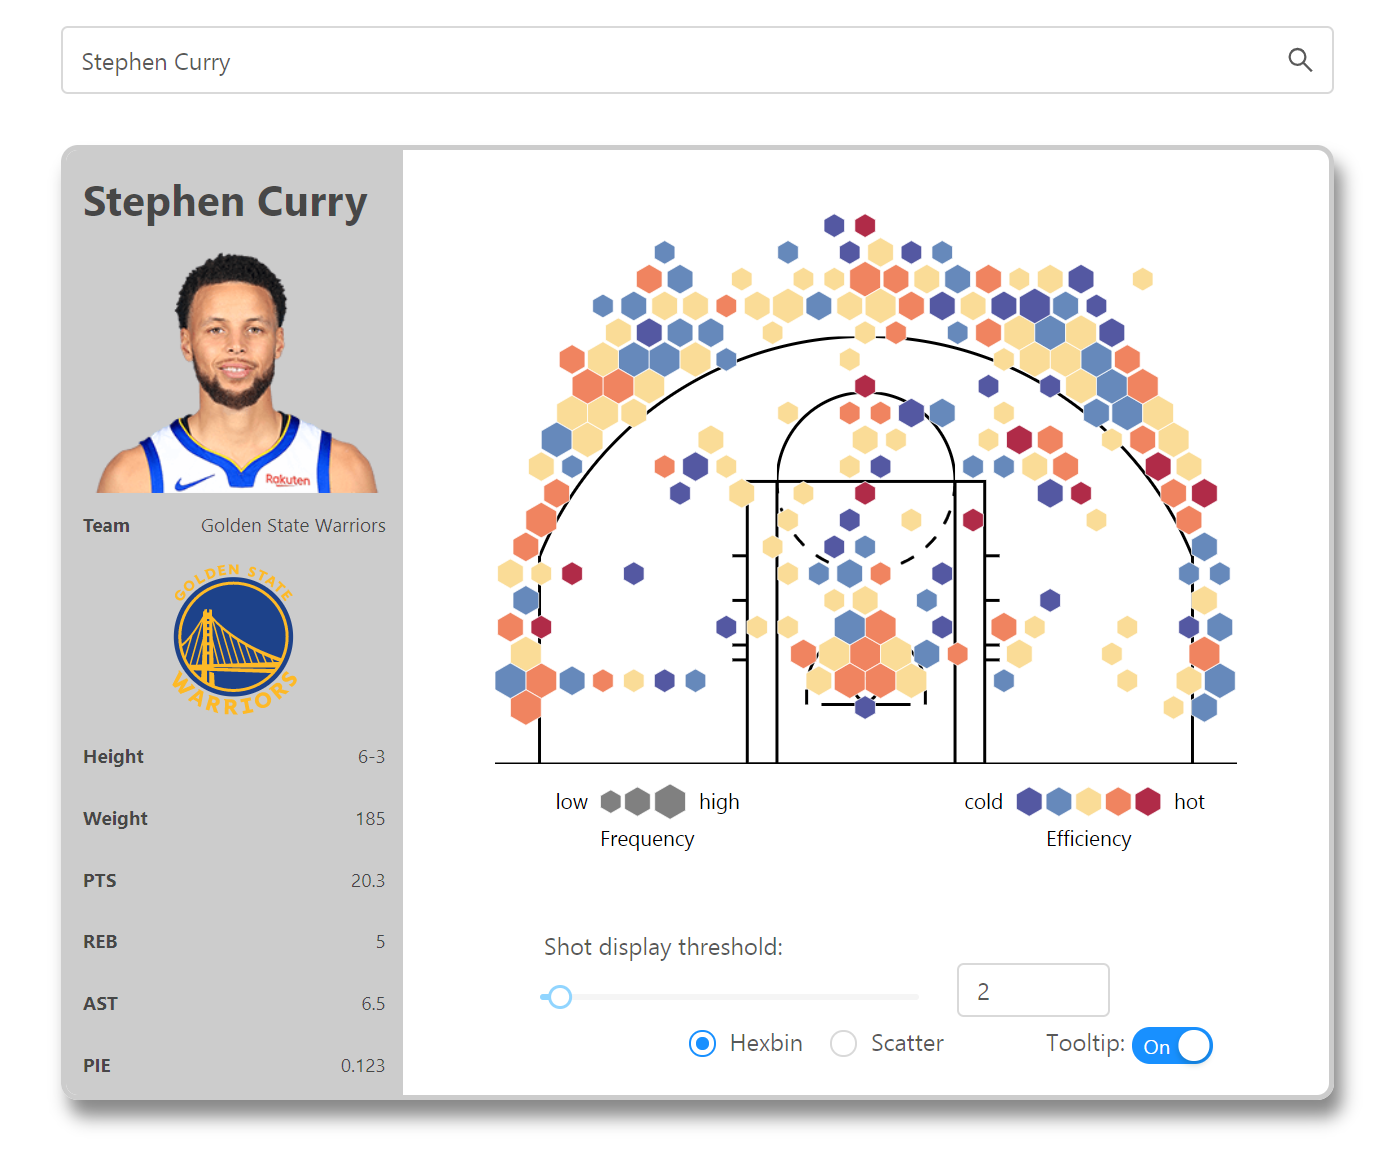 Stephen Curry
Stephen Curry
Rakuten
Team Golden State Warriors
GOLDEN STATE
WARRIORS
Height 6-3
Weight 185
PTS 20.3
REB 5
AST 6.5
PIE 0.123
low high
Frequency
cold hot
Efficiency
Shot display threshold:
2
Hexbin Scatter Tooltip: On